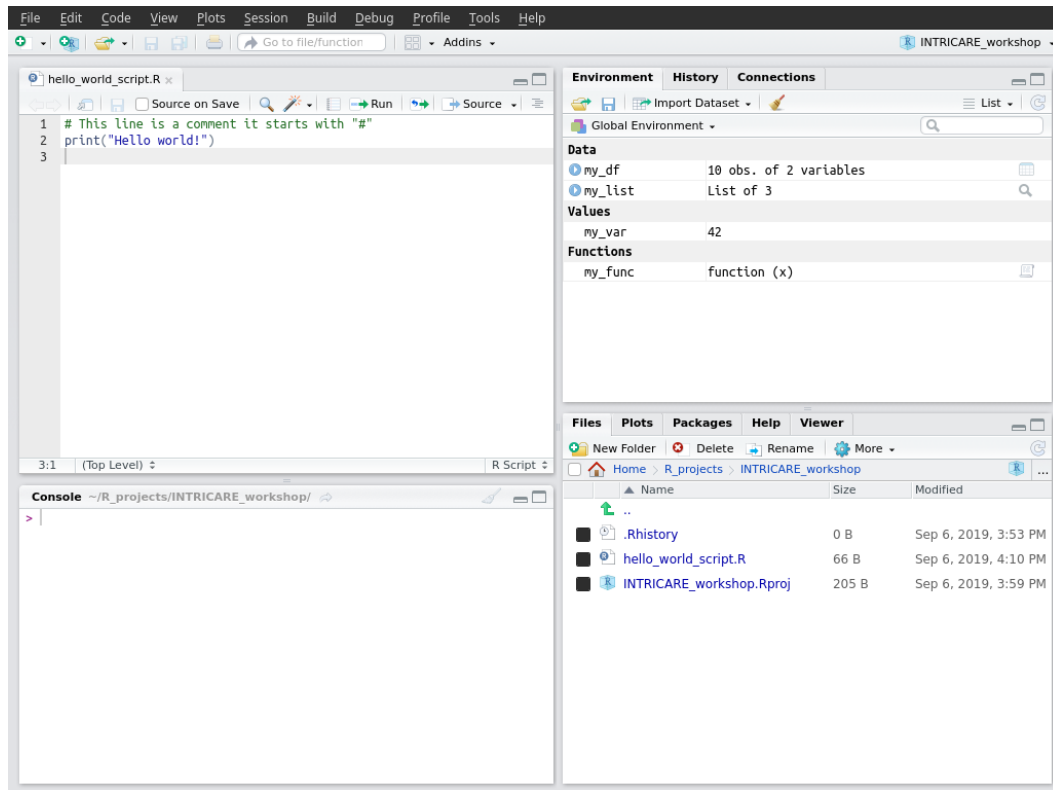 File Edit Code View Plots Session Build Debug Profile Tools Help
Go to file/function Addins INTRICARE_workshop
hello_world_script.R
Source on Save Run Source
1 # This line is a comment it starts with "#"
2 print("Hello world!")
3
3:1 (Top Level) R Script
Console ~/R_projects/INTRICARE_workshop/
>
Environment History Connections
Import Dataset List
Global Environment
Data
my_df 10 obs. of 2 variables
my_list List of 3
Values
my_var 42
Functions
my_func function (x)
Files Plots Packages Help Viewer
New Folder Delete Rename More
Home > R_projects > INTRICARE_workshop ...
Name Size Modified
..
.Rhistory 0 B Sep 6, 2019, 3:53 PM
hello_world_script.R 66 B Sep 6, 2019, 4:10 PM
INTRICARE_workshop.Rproj 205 B Sep 6, 2019, 3:59 PM